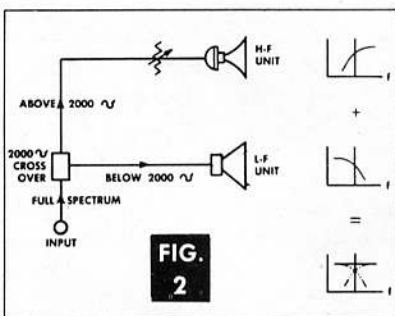 H-F
UNIT
ABOVE 2000 ∿
2000 ∿
CROSS
OVER
BELOW 2000 ∿
L-F
UNIT
FULL SPECTRUM
INPUT
FIG.
2
f
+
f
=
f